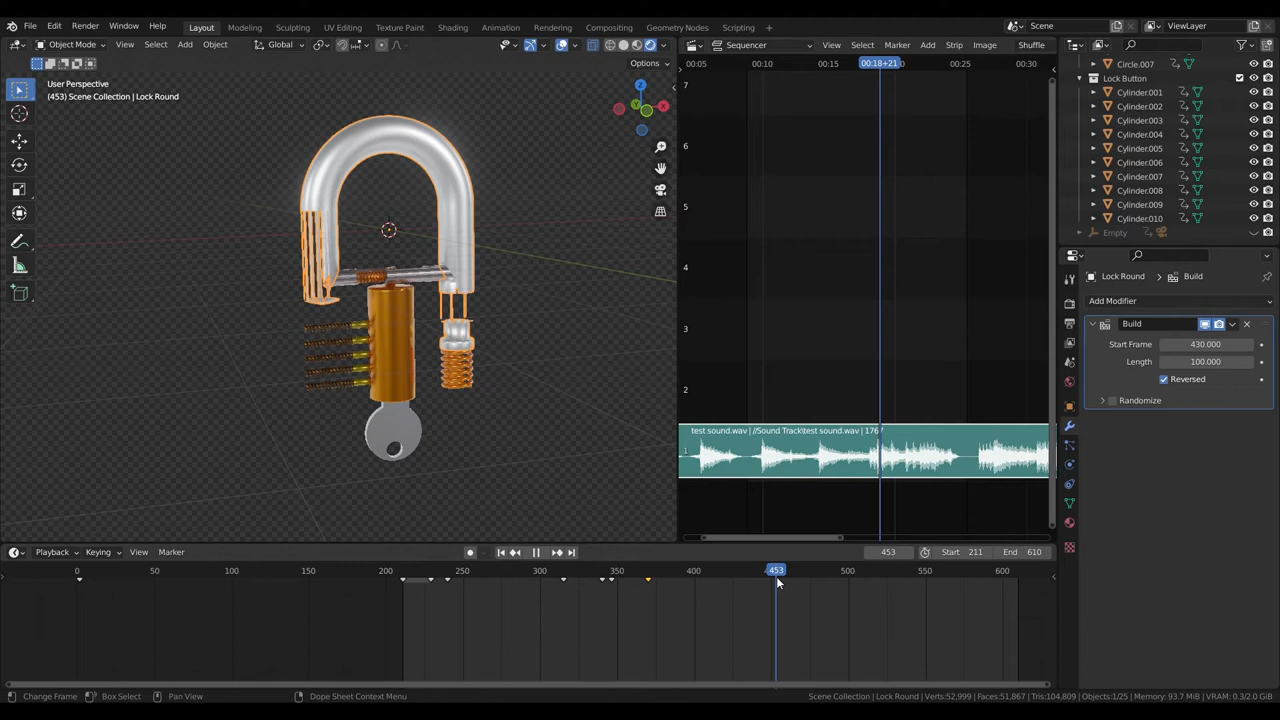 File Edit Render Window Help Layout Modeling Sculpting UV Editing Texture Paint Shading Animation Rendering Compositing Geometry Nodes Scripting + Scene ViewLayer
Object Mode View Select Add Object Global
Options
User Perspective
(453) Scene Collection | Lock Round
Z
Y
X
Sequencer View Select Marker Add Strip Image Shuffle
00:05 00:10 00:15 00:18+21 00:25 00:30
7
6
5
4
3
2
1
test sound.wav | //Sound Track\test sound.wav | 1767
Circle.007
Lock Button
Cylinder.001
Cylinder.002
Cylinder.003
Cylinder.004
Cylinder.005
Cylinder.006
Cylinder.007
Cylinder.008
Cylinder.009
Cylinder.010
Empty
Lock Round > Build
Add Modifier
Build
Start Frame 430.000
Length 100.000
Reversed
Randomize
Playback Keying View Marker 453 Start 211 End 610
0 50 100 150 200 250 300 350 400 453 500 550 600
Change Frame Box Select Pan View Dope Sheet Context Menu Scene Collection | Lock Round | Verts:52,999 | Faces:51,867 | Tris:104,809 | Objects:1/25 | Memory: 93.7 MiB | VRAM: 0.3/2.0 GiB